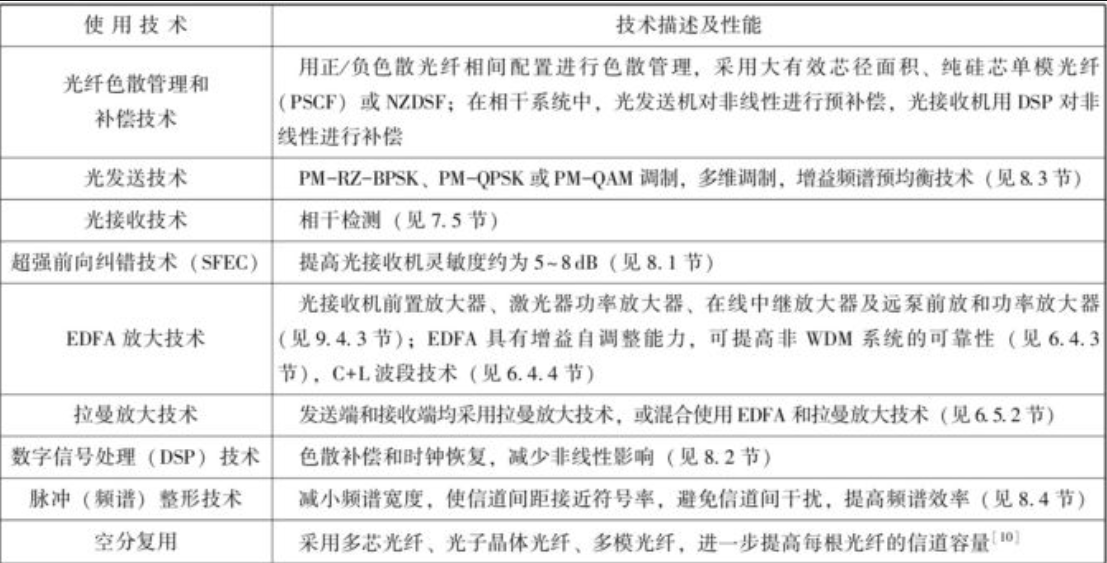 使用技术 技术描述及性能
光纤色散管理和
补偿技术
用正/负色散光纤相间配置进行色散管理，采用大有效芯径面积、纯硅芯单模光纤
(PSCF) 或 NZDSF；在相干系统中，光发送机对非线性进行预补偿，光接收机用 DSP 对非
线性进行补偿
光发送技术 PM-RZ-BPSK、PM-QPSK 或 PM-QAM 调制，多维调制，增益频谱预均衡技术（见 8.3 节）
光接收技术 相干检测（见 7.5 节）
超强前向纠错技术（SFEC） 提高光接收机灵敏度约为 5~8 dB（见 8.1 节）
EDFA 放大技术
光接收机前置放大器、激光器功率放大器、在线中继放大器及远泵前放和功率放大器
(见 9.4.3 节)；EDFA 具有增益自调整能力，可提高非 WDM 系统的可靠性（见 6.4.3
节），C+L 波段技术（见 6.4.4 节）
拉曼放大技术 发送端和接收端均采用拉曼放大技术，或混合使用 EDFA 和拉曼放大技术（见 6.5.2 节）
数字信号处理（DSP）技术 色散补偿和时钟恢复，减少非线性影响（见 8.2 节）
脉冲（频谱）整形技术 减小频谱宽度，使信道间距接近符号率，避免信道间干扰，提高频谱效率（见 8.4 节）
空分复用 采用多芯光纤、光子晶体光纤、多模光纤，进一步提高每根光纤的信道容量[10]